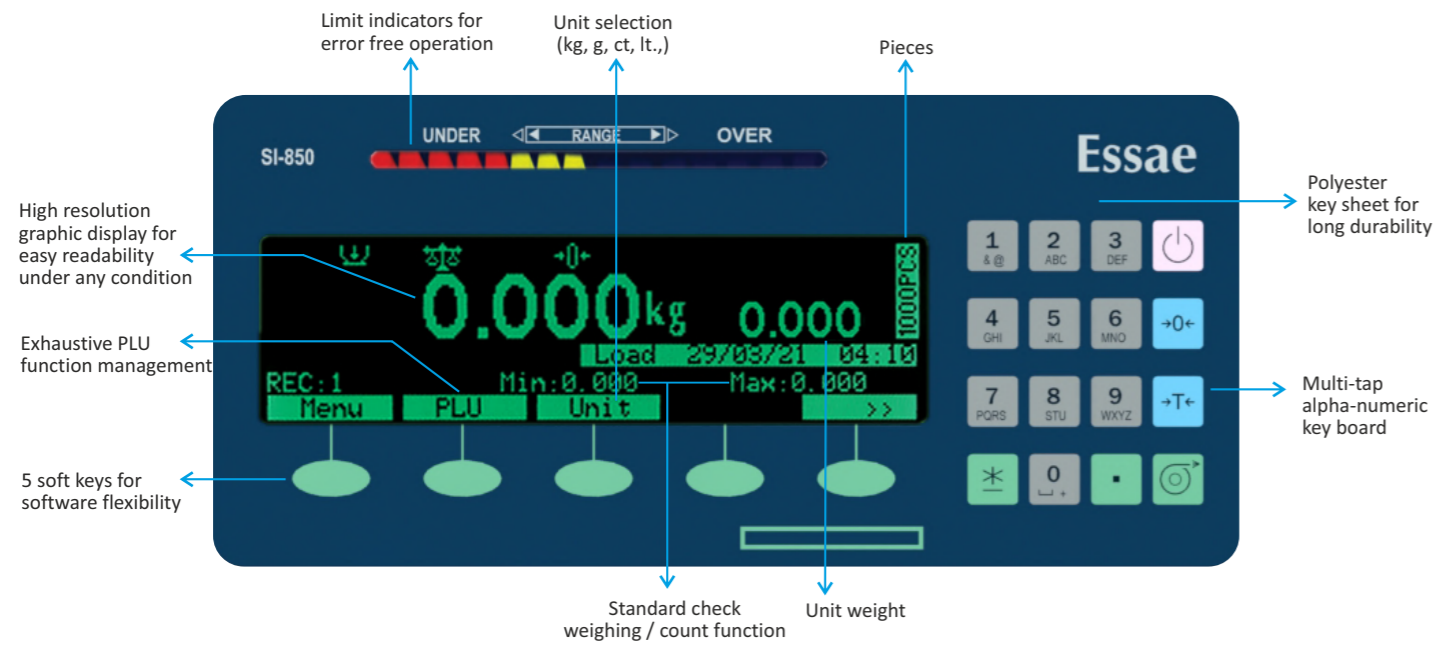 Limit indicators for
error free operation
Unit selection
(kg, g, ct, lt.,)
Pieces
UNDER
RANGE
OVER
SI-850
Essae
High resolution
graphic display for
easy readability
under any condition
Exhaustive PLU
function management
5 soft keys for
software flexibility
→0←
0.000kg
0.000
1000PCS
Load 29/03/21 04:10
REC:1 Min:0.000 Max:0.000
Menu PLU Unit >>
1 2 3
& @ ABC DEF
4 5 6 →0←
GHI JKL MNO
7 8 9 →T←
PQRS STU WXYZ
* 0 .
+
Polyester
key sheet for
long durability
Multi-tap
alpha-numeric
key board
Standard check
weighing / count function
Unit weight